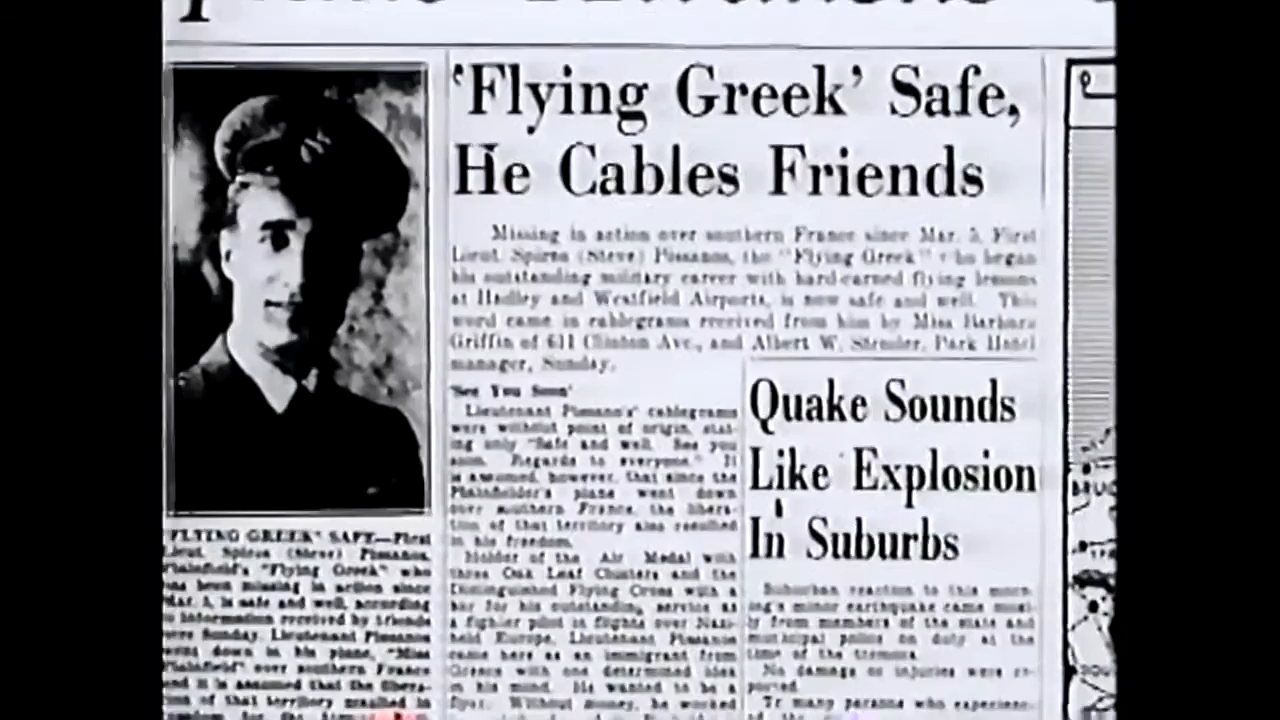 'Flying Greek' Safe,
He Cables Friends
Missing in action over southern France since Mar. 5, First
Lieut. Spiros (Steve) Pissanos, the "Flying Greek" who began
his outstanding military career with hard-earned flying lessons
at Hadley and Westfield Airports, is now safe and well. This
word came in cablegrams received from him by Miss Barbara
Griffin of 611 Clinton Ave., and Albert W. Park Hotel
manager, Sunday.
'See You Soon'
Lieutenant Pissano's cablegrams
were without point of origin, stat-
ing only "Safe and well. See you
soon. Regards to everyone." It
is assumed, however, that since the
Plainfielder's plane went down
over southern France, the libera-
tion of that territory also resulted
in his freedom.
Holder of the Air Medal with
three Oak Leaf Clusters and the
Distinguished Flying Cross with a
bar for his outstanding service as
a fighter pilot in flights over Nazi-
held Europe, Lieutenant Pissanos
came here as an immigrant from
Greece with one determined idea
in his mind. He wanted to be a
flyer. Without money, he worked
Quake Sounds
Like Explosion
In Suburbs
Suburban reaction to this morn-
ing's minor earthquake came most-
ly from members of the state and
municipal police on duty at the
time of the tremors.
No damage or injuries were re-
ported.
To many persons who experienc-
"FLYING GREEK" SAFE—First
Lieut. Spiros (Steve) Pissanos,
Plainfield's "Flying Greek" who
has been missing in action since
Mar. 5, is safe and well, according
to information received by friends
here Sunday. Lieutenant Pissanos
went down in his plane, "Miss
Plainfield" over southern France
and it is assumed that the libera-
tion of that territory resulted in